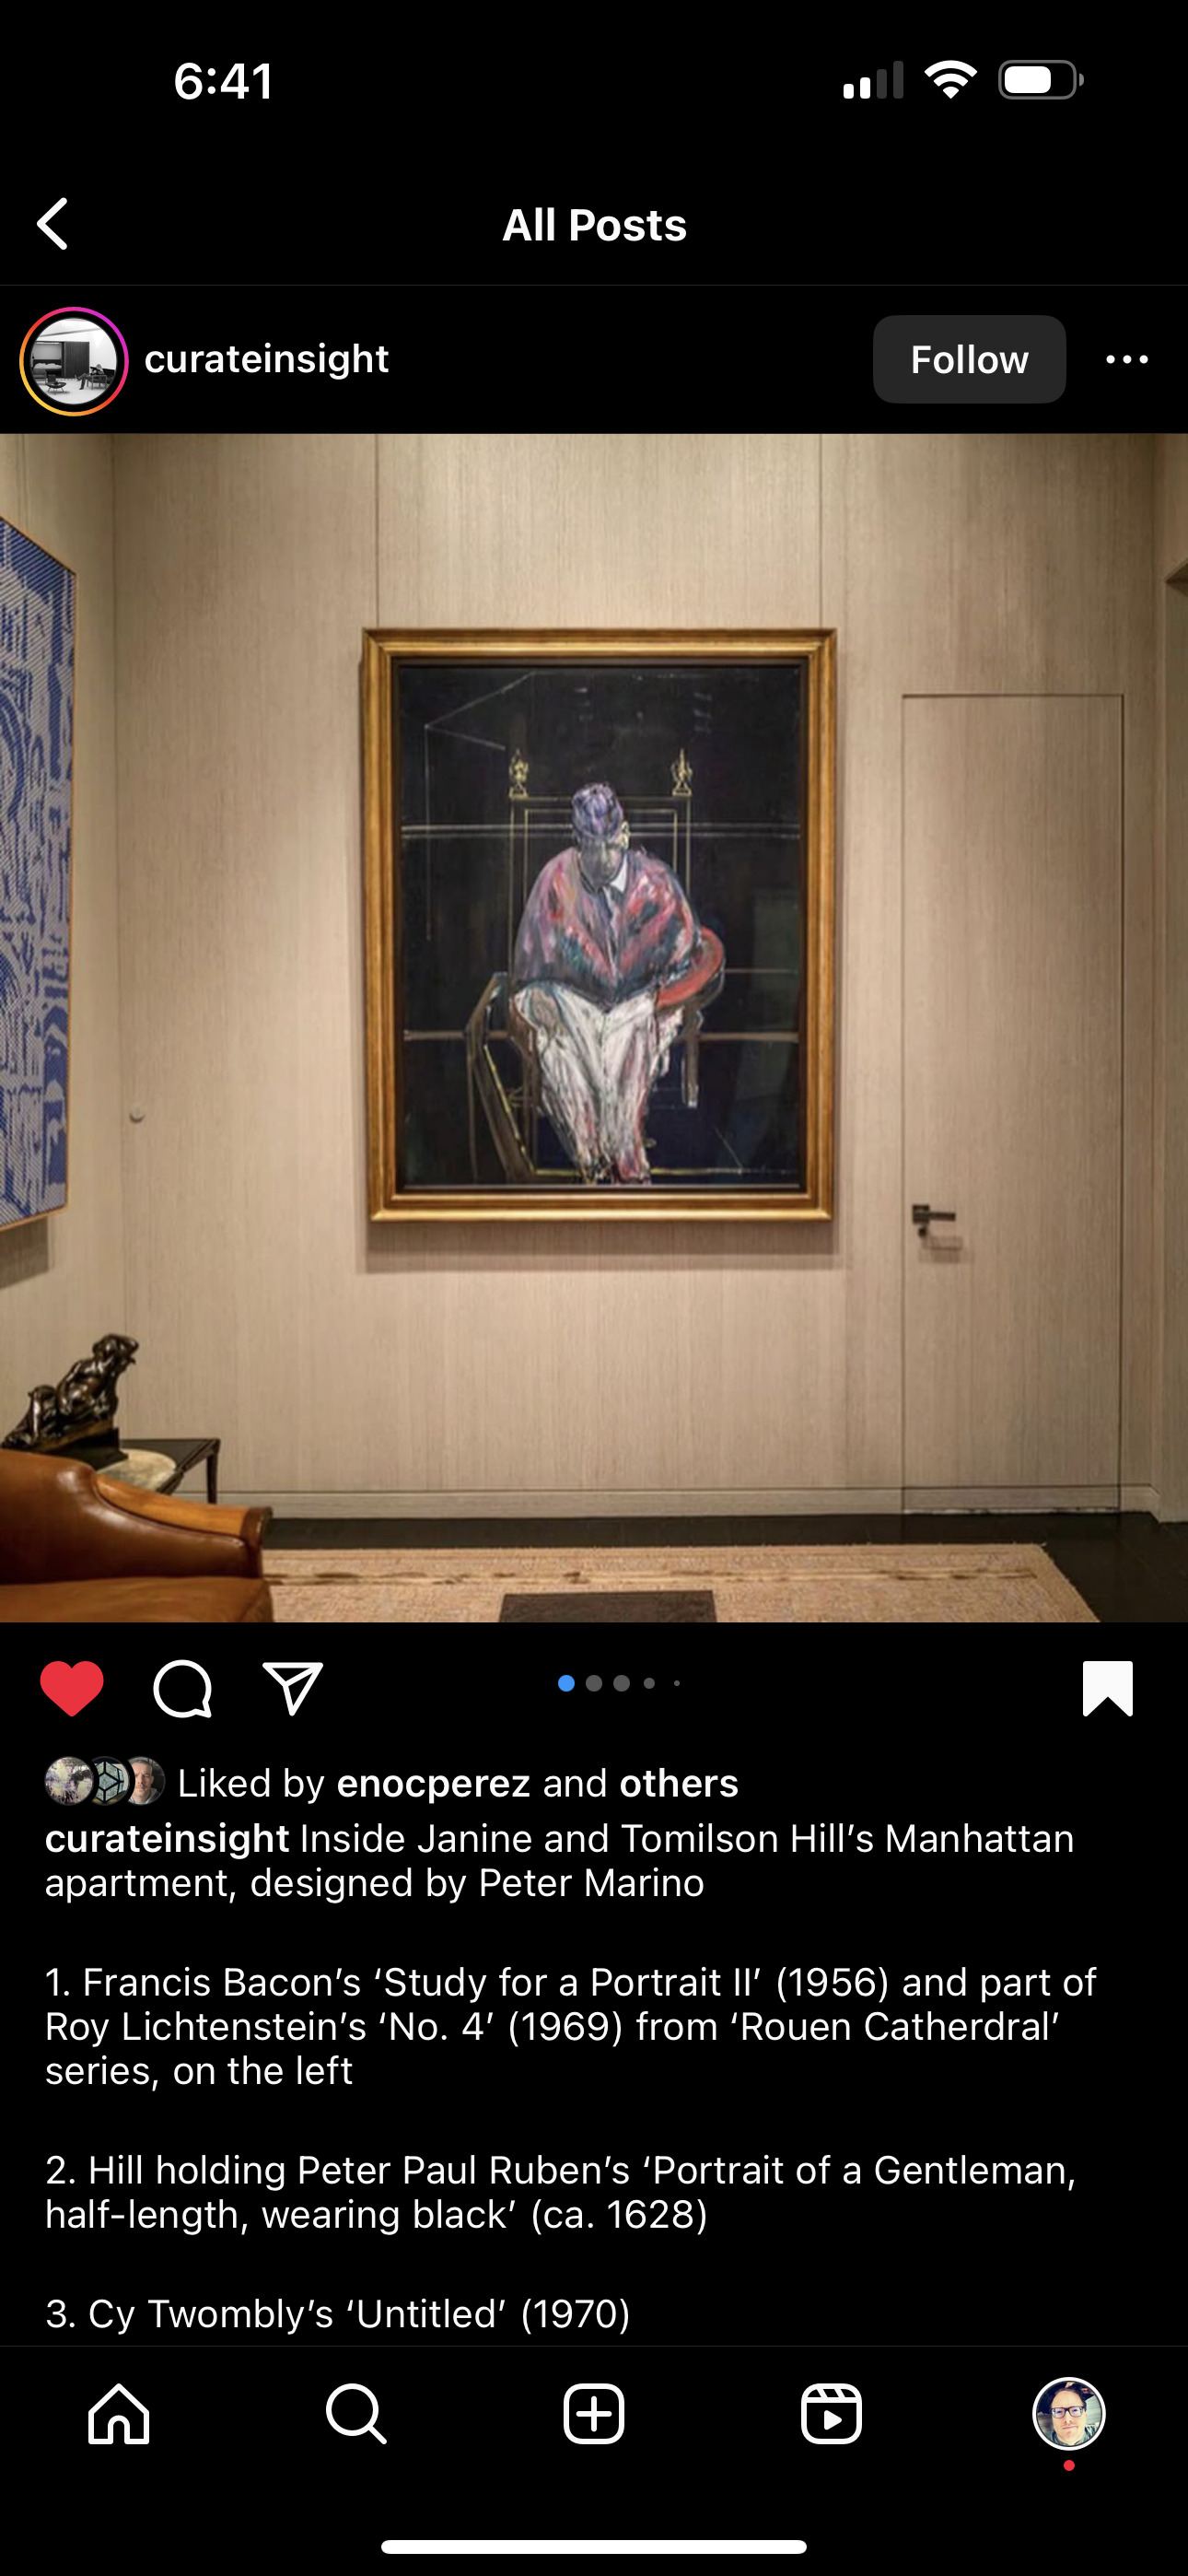 6:41
All Posts
curateinsight
Follow
Liked by enocperez and others
curateinsight Inside Janine and Tomilson Hill’s Manhattan
apartment, designed by Peter Marino
1. Francis Bacon’s ‘Study for a Portrait II’ (1956) and part of
Roy Lichtenstein’s ‘No. 4’ (1969) from ‘Rouen Catherdral’
series, on the left
2. Hill holding Peter Paul Ruben’s ‘Portrait of a Gentleman,
half-length, wearing black’ (ca. 1628)
3. Cy Twombly’s ‘Untitled’ (1970)